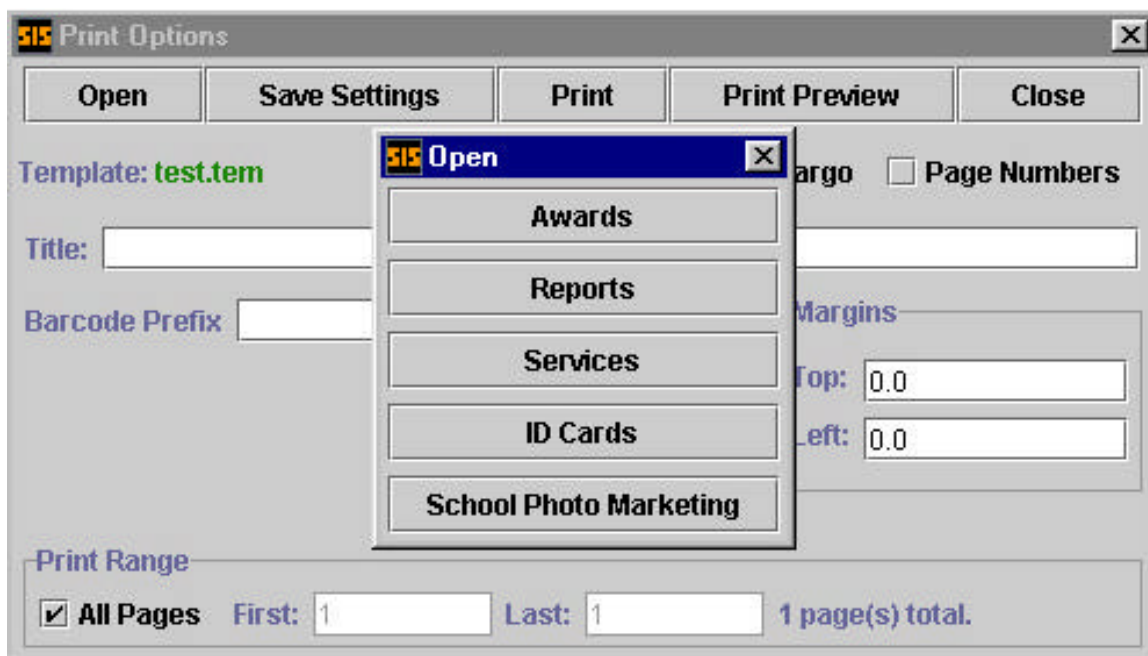 SIS Print Options
Open Save Settings Print Print Preview Close
SIS Open
Template: test.tem Page Numbers
Awards
Title:
Reports
Barcode Prefix
Margins
Services
Top: 0.0
ID Cards
Left: 0.0
School Photo Marketing
Print Range
All Pages First: 1 Last: 1 1 page(s) total.